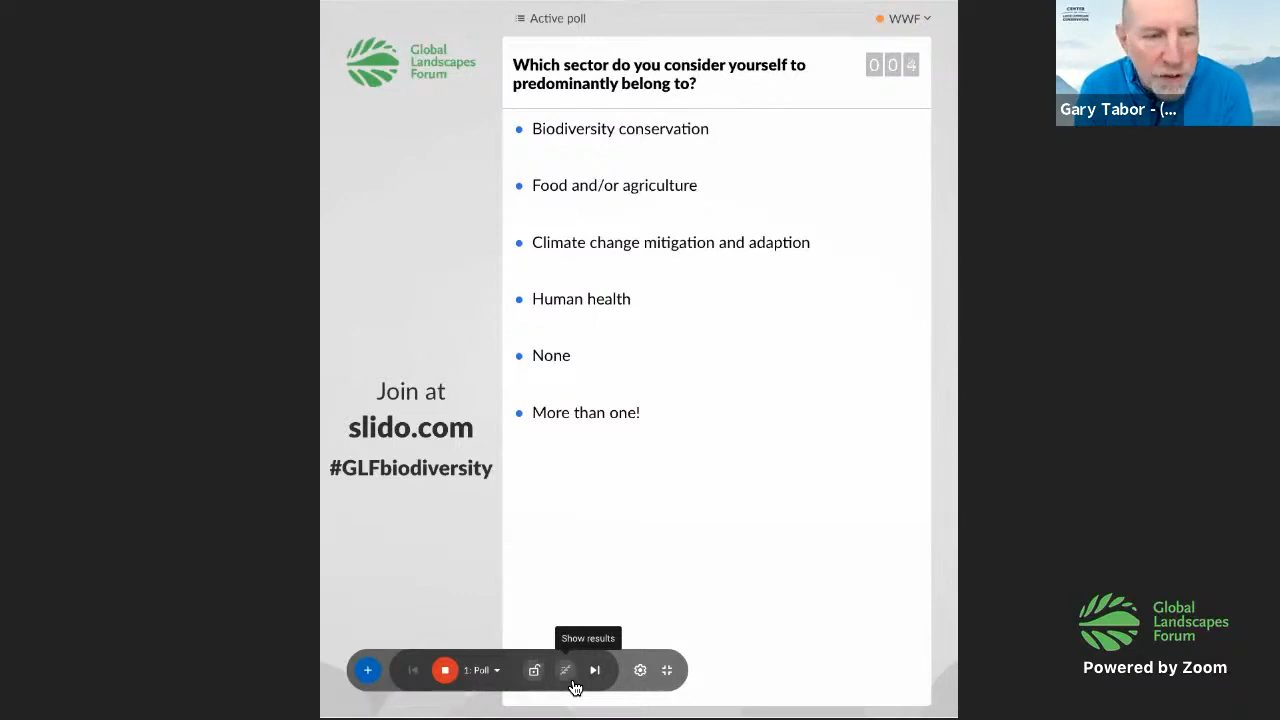 Active poll
WWF
Global
Landscapes
Forum
Which sector do you consider yourself to
predominantly belong to?
004
Biodiversity conservation
Food and/or agriculture
Climate change mitigation and adaption
Human health
None
More than one!
Join at
slido.com
#GLFbiodiversity
Show results
1: Poll
CENTER
CONSERVATION
Gary Tabor - (...
Global
Landscapes
Forum
Powered by Zoom